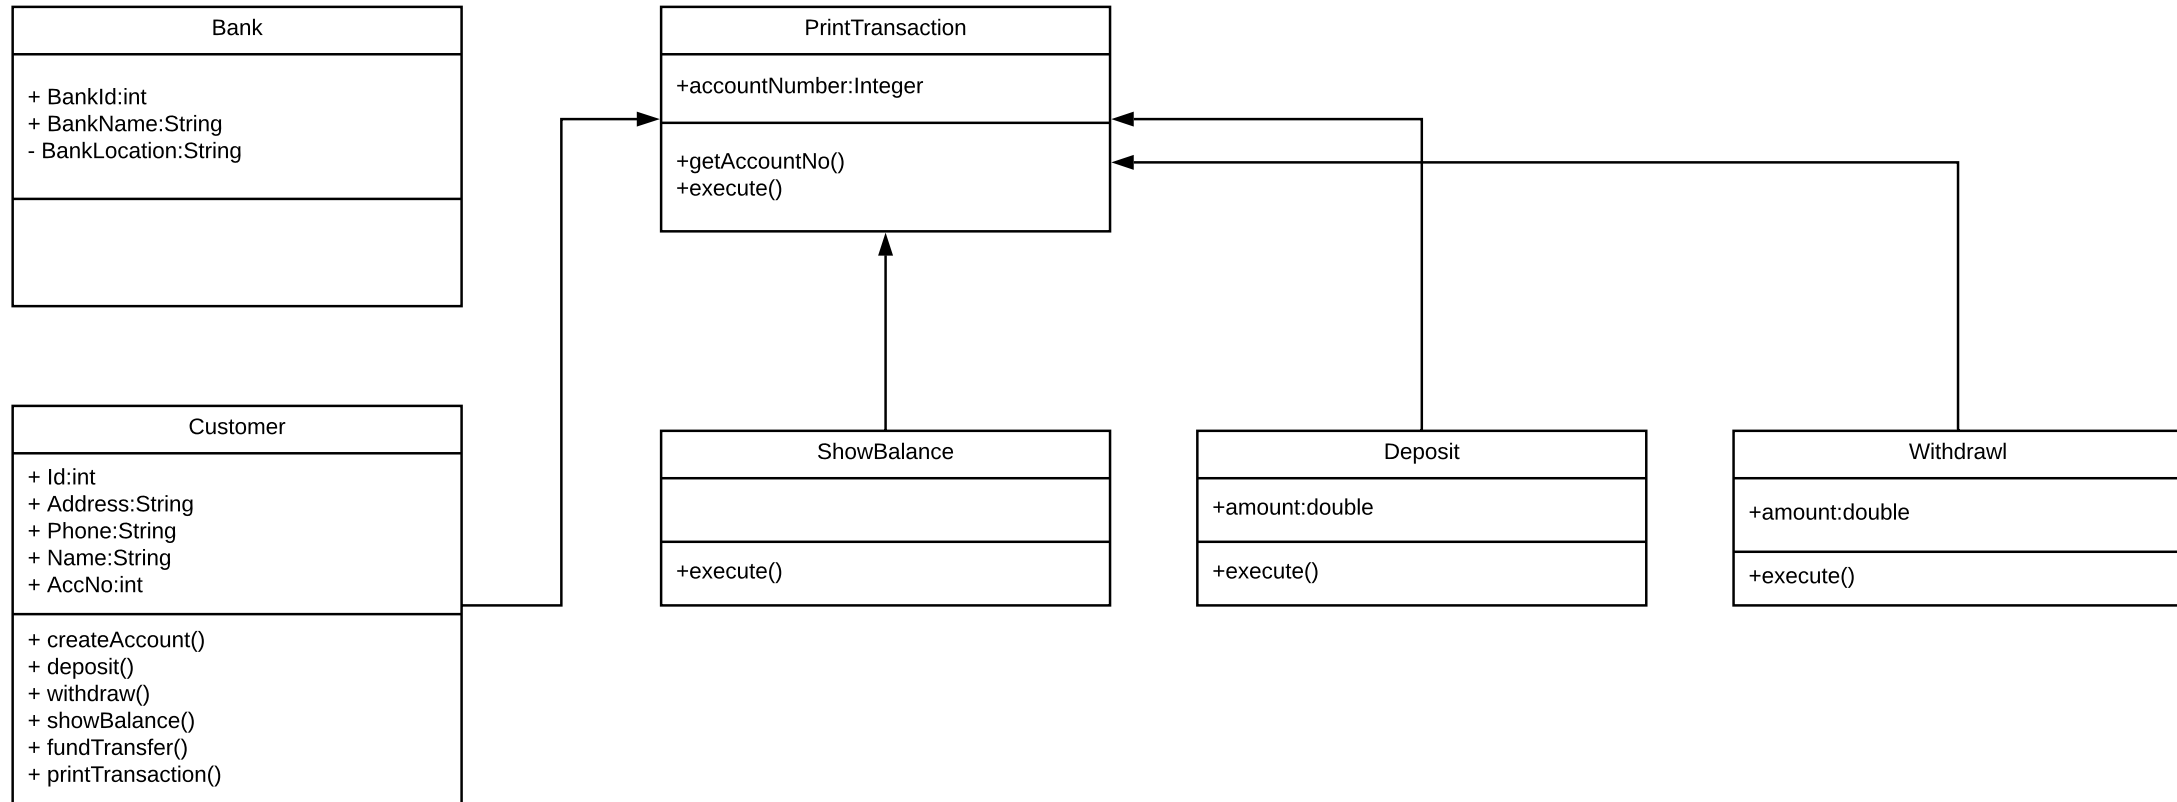 Bank
+ BankId:int
+ BankName:String
- BankLocation:String
PrintTransaction
+accountNumber:Integer
+getAccountNo()
+execute()
Customer
+ Id:int
+ Address:String
+ Phone:String
+ Name:String
+ AccNo:int
+ createAccount()
+ deposit()
+ withdraw()
+ showBalance()
+ fundTransfer()
+ printTransaction()
ShowBalance
+execute()
Deposit
+amount:double
+execute()
Withdrawl
+amount:double
+execute()